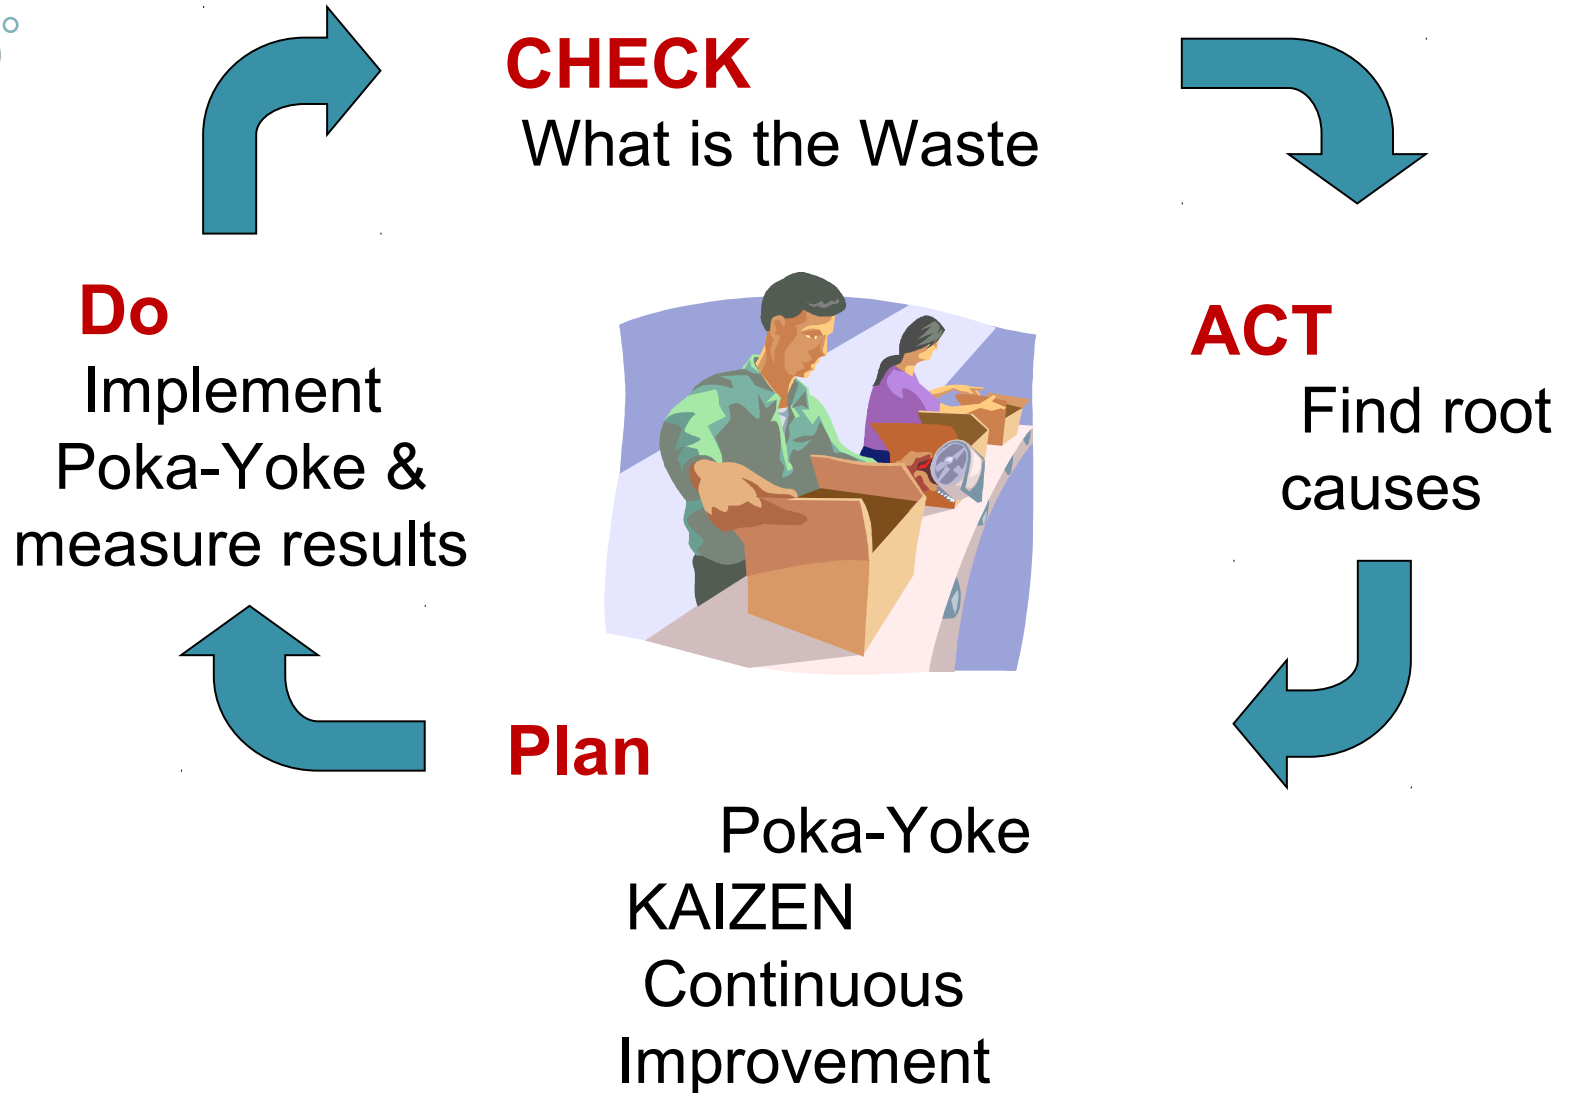 CHECK
What is the Waste
Do
Implement
Poka-Yoke &
measure results
ACT
Find root
causes
Plan
Poka-Yoke
KAIZEN
Continuous
Improvement